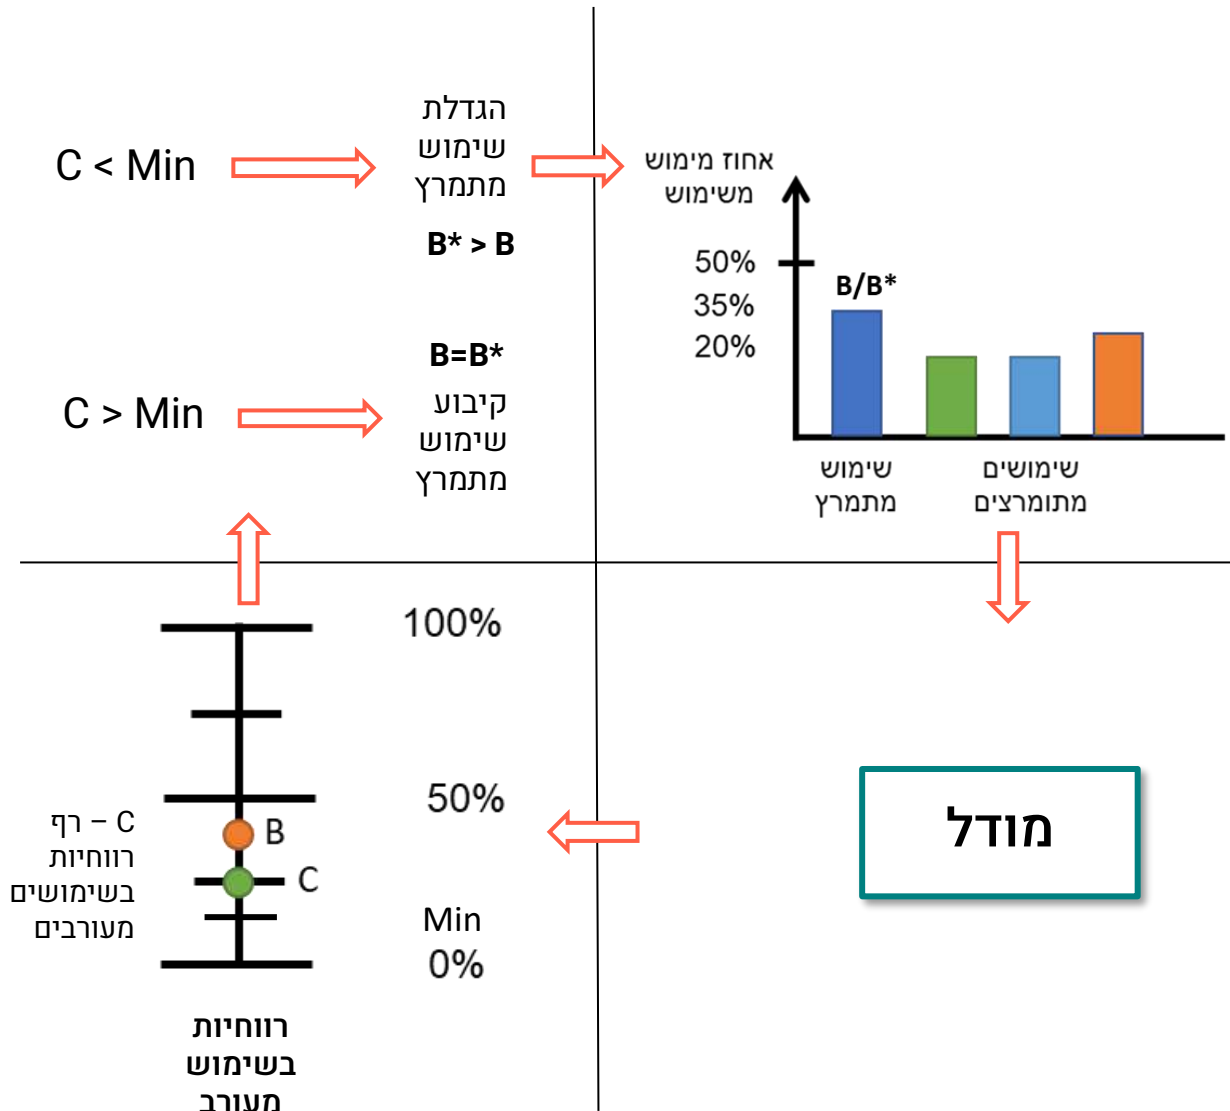 הגדלת
שימוש
מתמרץ
C < Min
B* > B
B=B*
קיבוע
שימוש
מתמרץ
C > Min
אחוז מימוש
משימוש
50%
35%
20%
B/B*
שימוש
מתמרץ
שימושים
מתומרצים
100%
50%
Min
0%
B
C
C – רף
רווחיות
בשימושים
מעורבים
רווחיות
בשימוש
מעורב
מודל